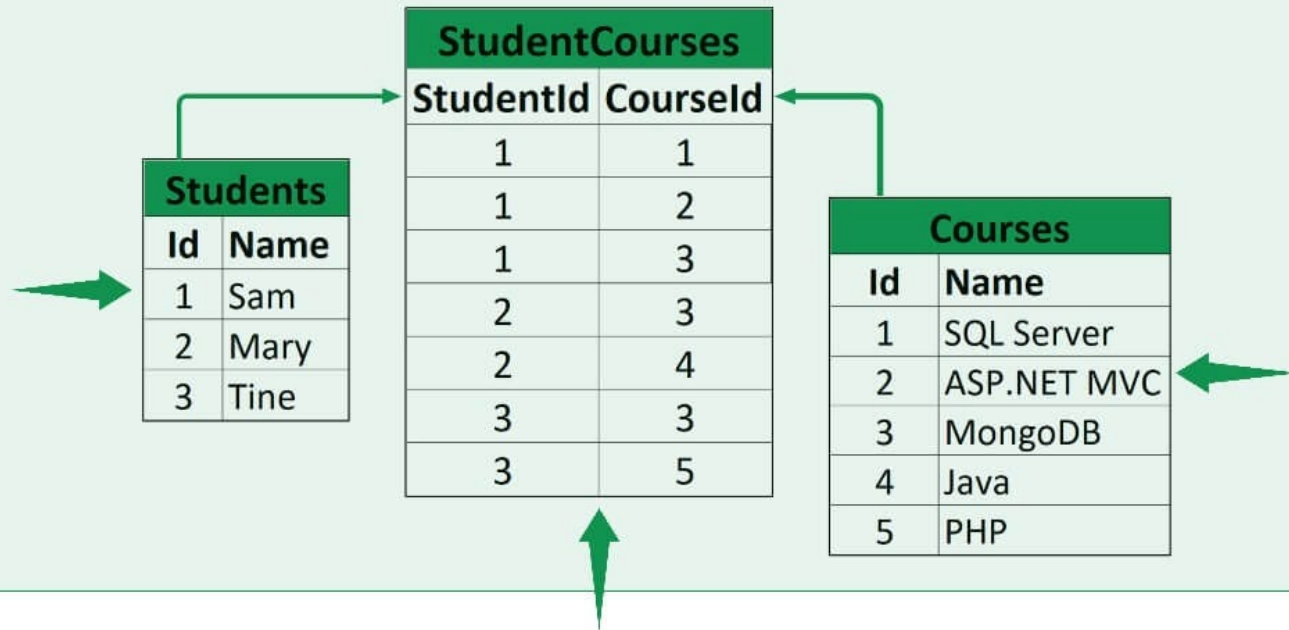 StudentCourses
StudentId CourseId
1 1
1 2
1 3
2 3
2 4
3 3
3 5
Students
Id Name
1 Sam
2 Mary
3 Tine
Courses
Id Name
1 SQL Server
2 ASP.NET MVC
3 MongoDB
4 Java
5 PHP